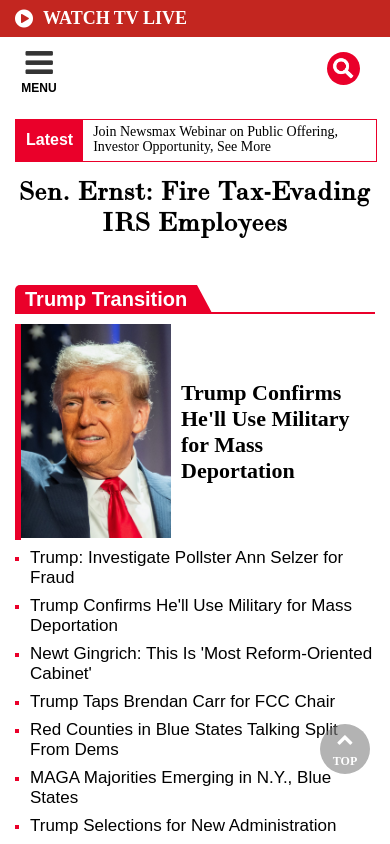 WATCH TV LIVE
MENU
Latest
Join Newsmax Webinar on Public Offering,
Investor Opportunity, See More
Sen. Ernst: Fire Tax-Evading
IRS Employees
Trump Transition
Trump Confirms
He'll Use Military
for Mass
Deportation
Trump: Investigate Pollster Ann Selzer for
Fraud
Trump Confirms He'll Use Military for Mass
Deportation
Newt Gingrich: This Is 'Most Reform-Oriented
Cabinet'
Trump Taps Brendan Carr for FCC Chair
Red Counties in Blue States Talking Split
From Dems
TOP
MAGA Majorities Emerging in N.Y., Blue
States
Trump Selections for New Administration